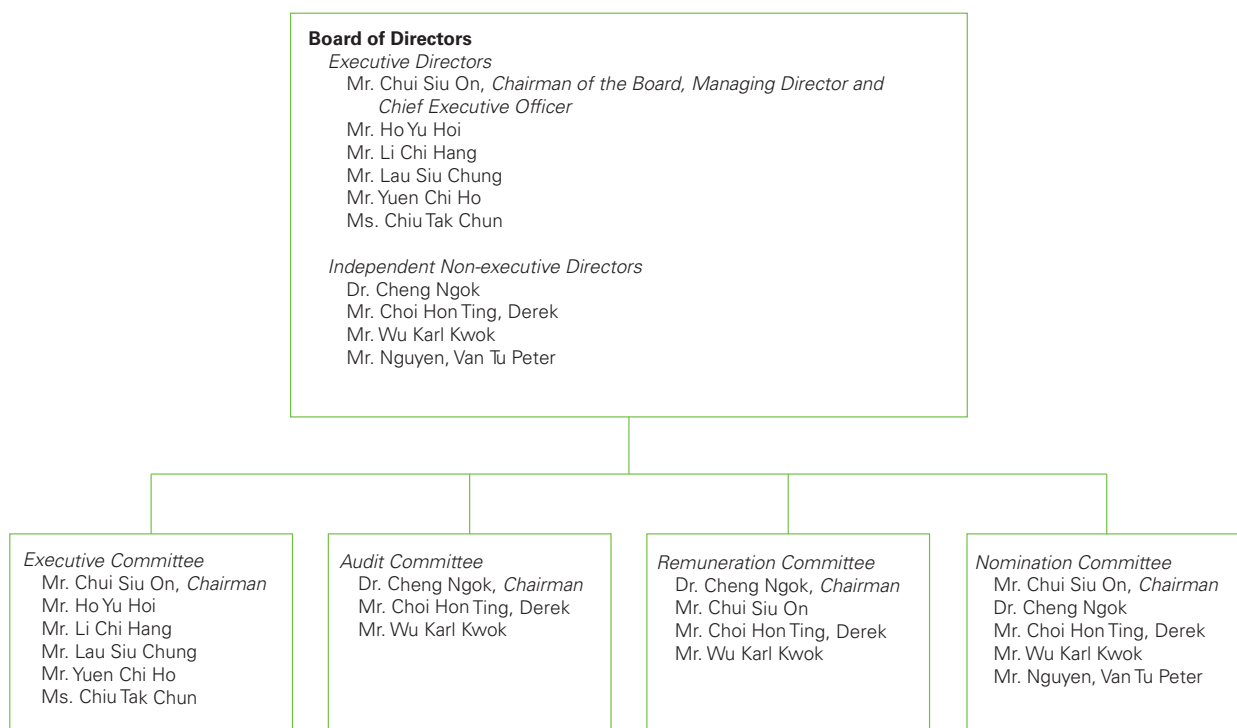 Board of Directors
Executive Directors
Mr. Chui Siu On, Chairman of the Board, Managing Director and
Chief Executive Officer
Mr. Ho Yu Hoi
Mr. Li Chi Hang
Mr. Lau Siu Chung
Mr. Yuen Chi Ho
Ms. Chiu Tak Chun
Independent Non-executive Directors
Dr. Cheng Ngok
Mr. Choi Hon Ting, Derek
Mr. Wu Karl Kwok
Mr. Nguyen, Van Tu Peter
Executive Committee
Mr. Chui Siu On, Chairman
Mr. Ho Yu Hoi
Mr. Li Chi Hang
Mr. Lau Siu Chung
Mr. Yuen Chi Ho
Ms. Chiu Tak Chun
Audit Committee
Dr. Cheng Ngok, Chairman
Mr. Choi Hon Ting, Derek
Mr. Wu Karl Kwok
Remuneration Committee
Dr. Cheng Ngok, Chairman
Mr. Chui Siu On
Mr. Choi Hon Ting, Derek
Mr. Wu Karl Kwok
Nomination Committee
Mr. Chui Siu On, Chairman
Dr. Cheng Ngok
Mr. Choi Hon Ting, Derek
Mr. Wu Karl Kwok
Mr. Nguyen, Van Tu Peter